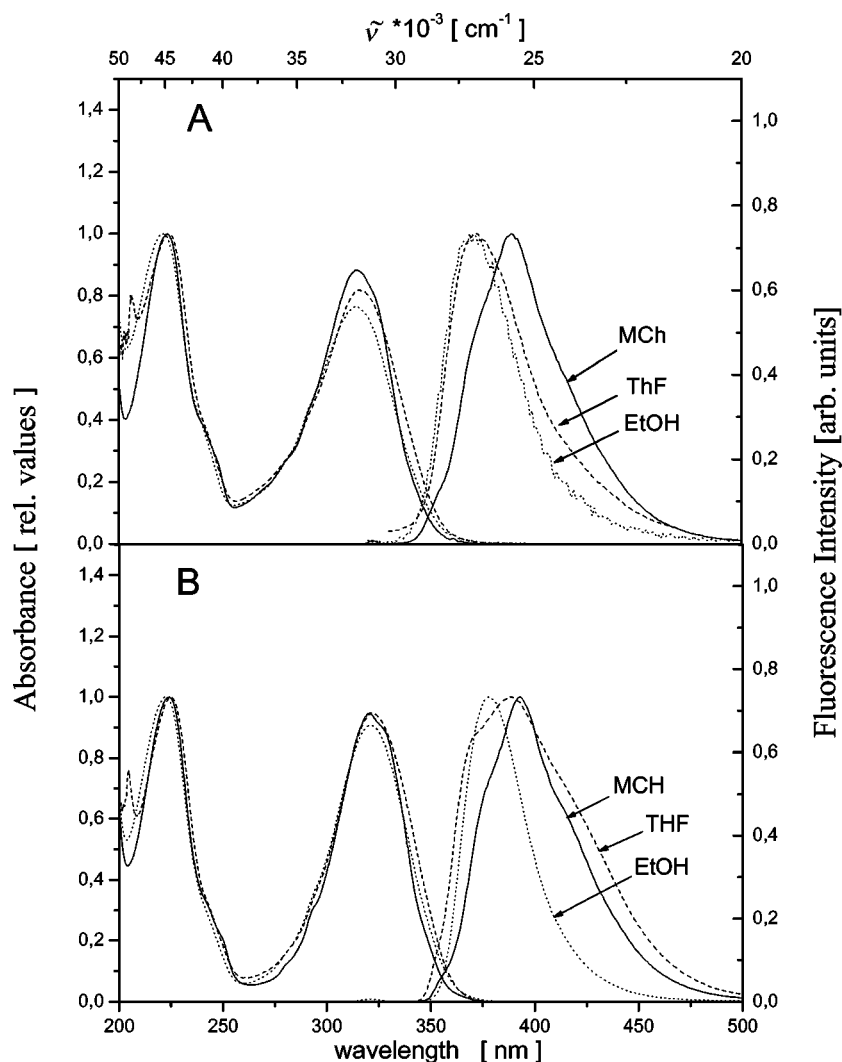 ṽ *10⁻³ [ cm⁻¹ ]
50 45 40 35 30 25 20
A
1,4
1,2
1,0
0,8
0,6
0,4
0,2
0,0
1,0
0,8
0,6
0,4
0,2
0,0
MCh
ThF
EtOH
Absorbance [ rel. values ]
Fluorescence Intensity [arb. units]
B
1,4
1,2
1,0
0,8
0,6
0,4
0,2
0,0
1,0
0,8
0,6
0,4
0,2
0,0
MCH
THF
EtOH
200 250 300 350 400 450 500
wavelength [ nm ]